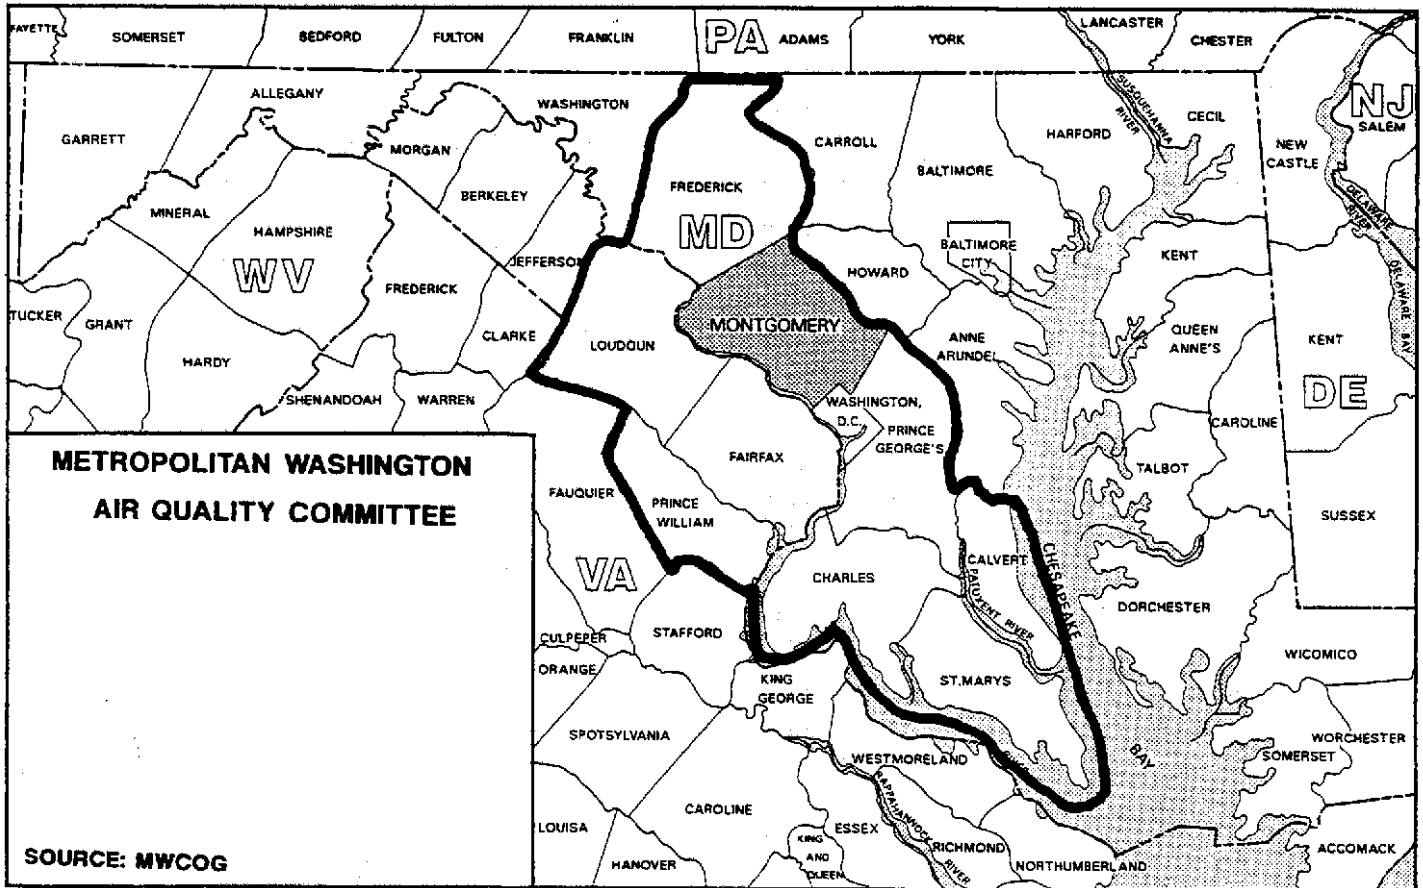 FAYETTE
SOMERSET
BEDFORD
FULTON
FRANKLIN
PA
ADAMS
YORK
LANCASTER
CHESTER
ALLEGANY
WASHINGTON
GARRETT
MORGAN
CARROLL
HARFORD
SUSQUEHANNA
RIVER
CECIL
NJ
SALEM
NEW
CASTLE
DELAWARE
RIVER
BERKELEY
FREDERICK
BALTIMORE
MINERAL
HAMPSHIRE
MD
WV
JEFFERSON
BALTIMORE
CITY
HOWARD
KENT
DELAWARE BAY
FREDERICK
TUCKER
GRANT
CLARKE
LOUDOUN
MONTGOMERY
ANNE
ARUNDEL
QUEEN
ANNE'S
KENT
HARDY
DE
SHENANDOAH
WARREN
WASHINGTON,
D.C.
PRINCE
GEORGE'S
CAROLINE
FAIRFAX
TALBOT
METROPOLITAN WASHINGTON
AIR QUALITY COMMITTEE
FAUQUIER
PRINCE
WILLIAM
SUSSEX
VA
CHARLES
CALVERT
PATUXENT RIVER
CHESAPEAKE
BAY
DORCHESTER
CULPEPER
STAFFORD
ORANGE
KING
GEORGE
ST.MARYS
WICOMICO
SPOTSYLVANIA
WESTMORELAND
WORCHESTER
SOMERSET
CAROLINE
RAPPAHANNOCK
RIVER
LOUISA
ESSEX
KING
AND
QUEEN
RICHMOND
HANOVER
NORTHUMBERLAND
ACCOMACK
SOURCE: MWCOG